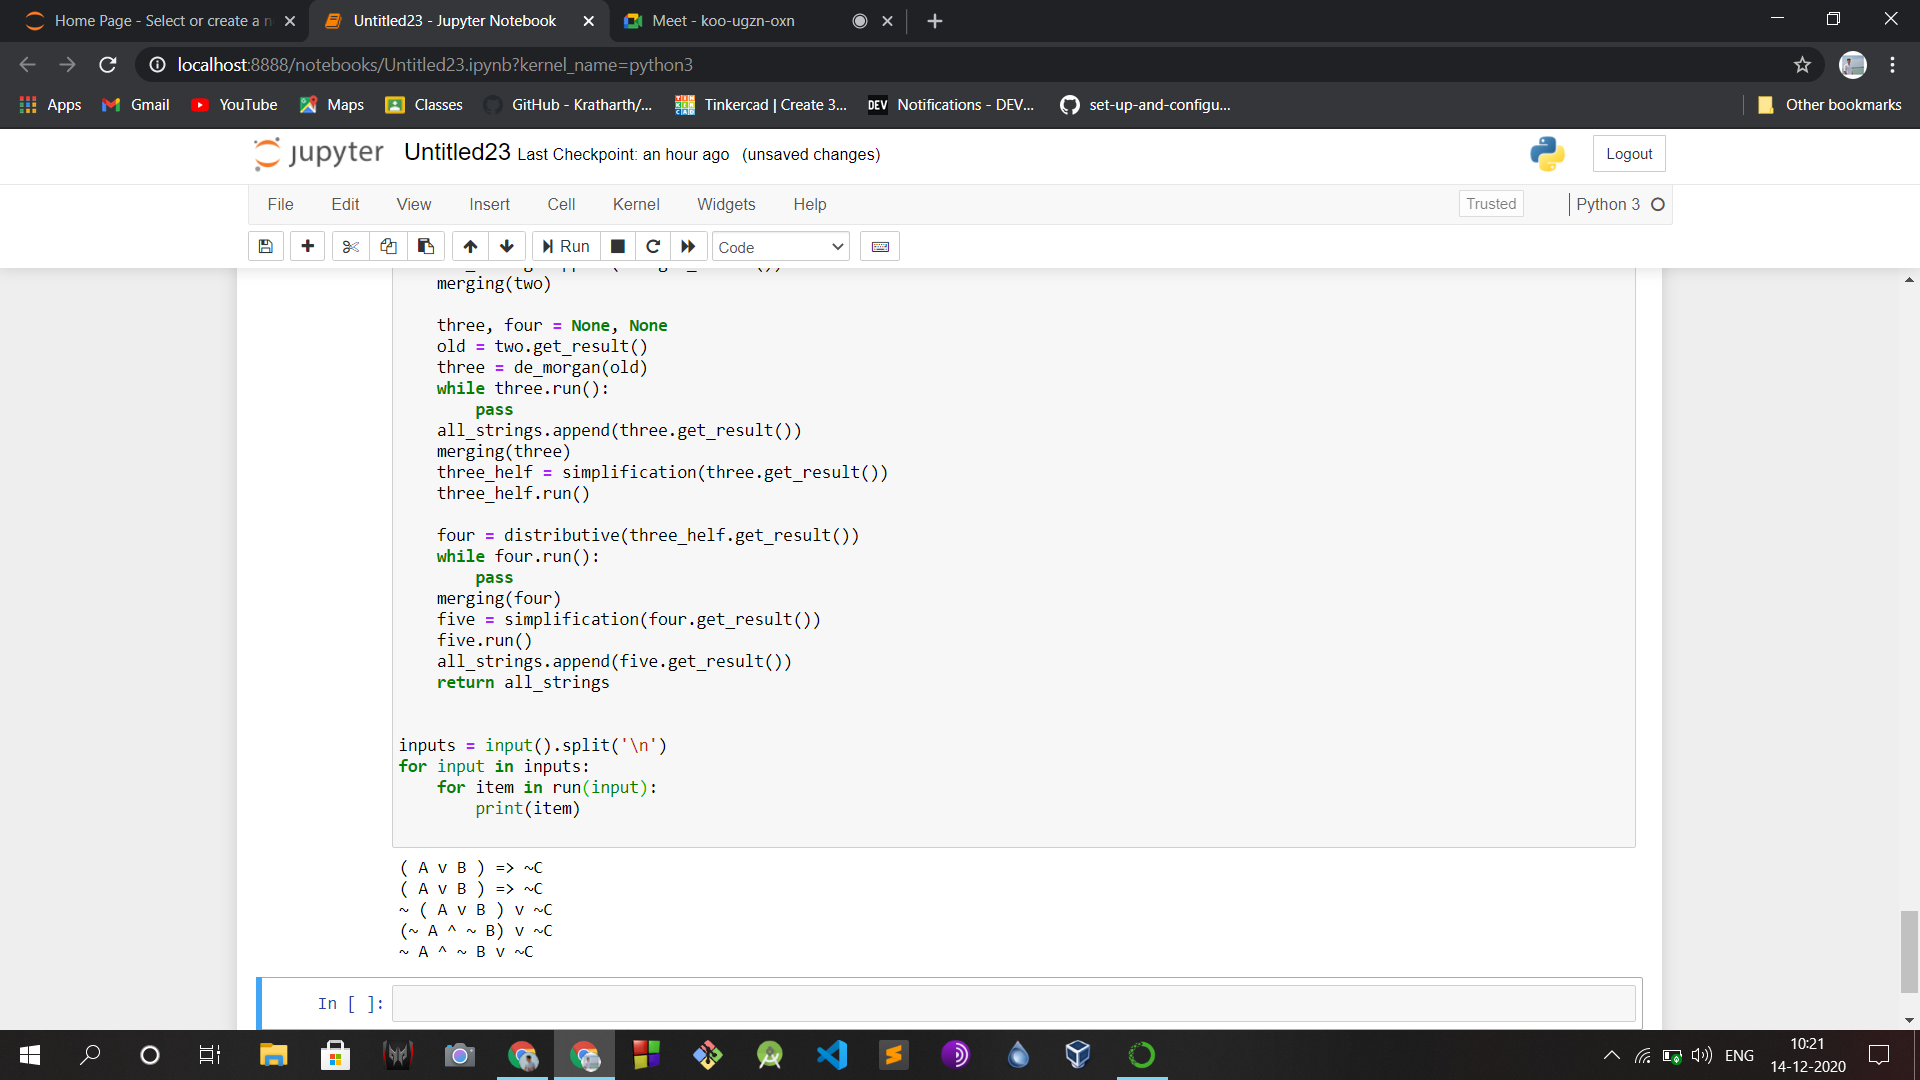 Home Page - Select or create a n
Untitled23 - Jupyter Notebook
Meet - koo-ugzn-oxn
localhost:8888/notebooks/Untitled23.ipynb?kernel_name=python3
Apps
Gmail
YouTube
Maps
Classes
GitHub - Kratharth/...
Tinkercad | Create 3...
DEV
Notifications - DEV...
set-up-and-configu...
Other bookmarks
jupyter
Untitled23
Last Checkpoint: an hour ago
(unsaved changes)
Logout
File
Edit
View
Insert
Cell
Kernel
Widgets
Help
Trusted
Python 3
Run
Code
    merging(two)
    three, four = None, None
    old = two.get_result()
    three = de_morgan(old)
    while three.run():
        pass
    all_strings.append(three.get_result())
    merging(three)
    three_helf = simplification(three.get_result())
    three_helf.run()
    four = distributive(three_helf.get_result())
    while four.run():
        pass
    merging(four)
    five = simplification(four.get_result())
    five.run()
    all_strings.append(five.get_result())
    return all_strings
inputs = input().split('\n')
for input in inputs:
    for item in run(input):
        print(item)
( A v B ) => ~C
( A v B ) => ~C
~ ( A v B ) v ~C
(~ A ^ ~ B) v ~C
~ A ^ ~ B v ~C
In [ ]:
ENG
10:21
14-12-2020